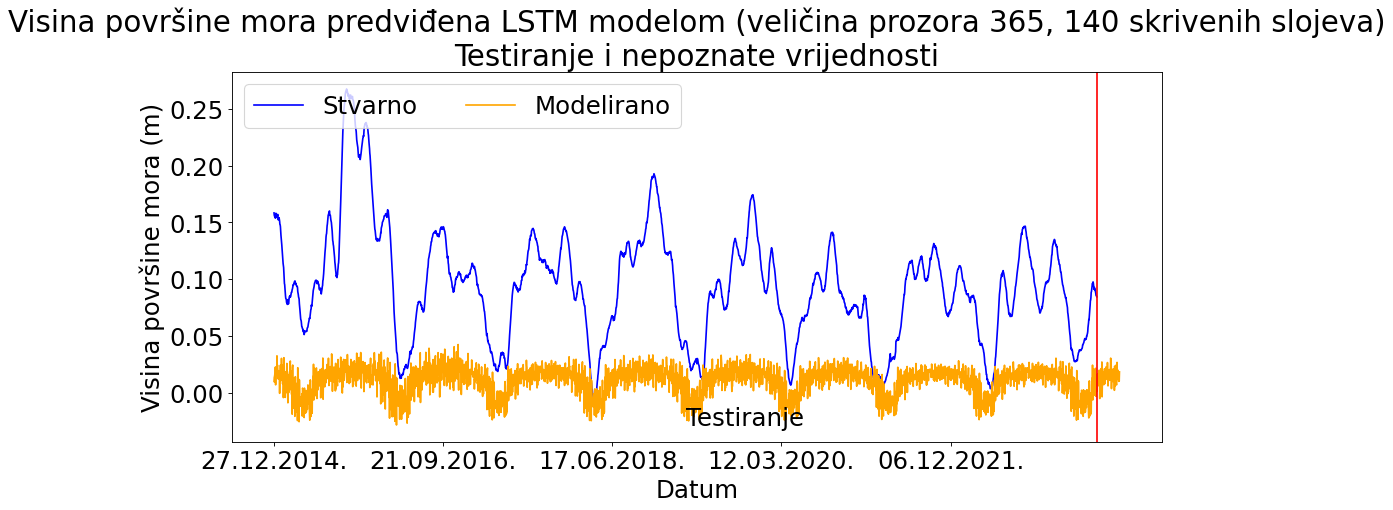 Visina površine mora predviđena LSTM modelom (veličina prozora 365, 140 skrivenih slojeva)
Testiranje i nepoznate vrijednosti
Stvarno Modelirano
Visina površine mora (m)
0.25
0.20
0.15
0.10
0.05
0.00
Testiranje
27.12.2014. 21.09.2016. 17.06.2018. 12.03.2020. 06.12.2021.
Datum